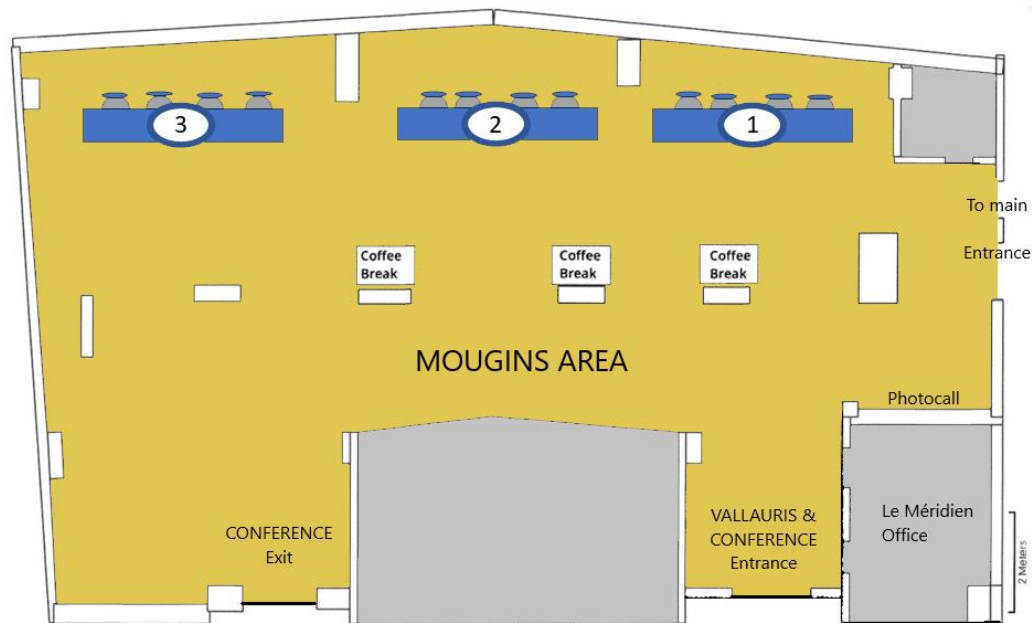 3
2
1
To main
Entrance
Coffee
Break
Coffee
Break
Coffee
Break
MOUGINS AREA
Photocall
CONFERENCE
Exit
VALLAURIS &
CONFERENCE
Entrance
Le Méridien
Office
2 Meters